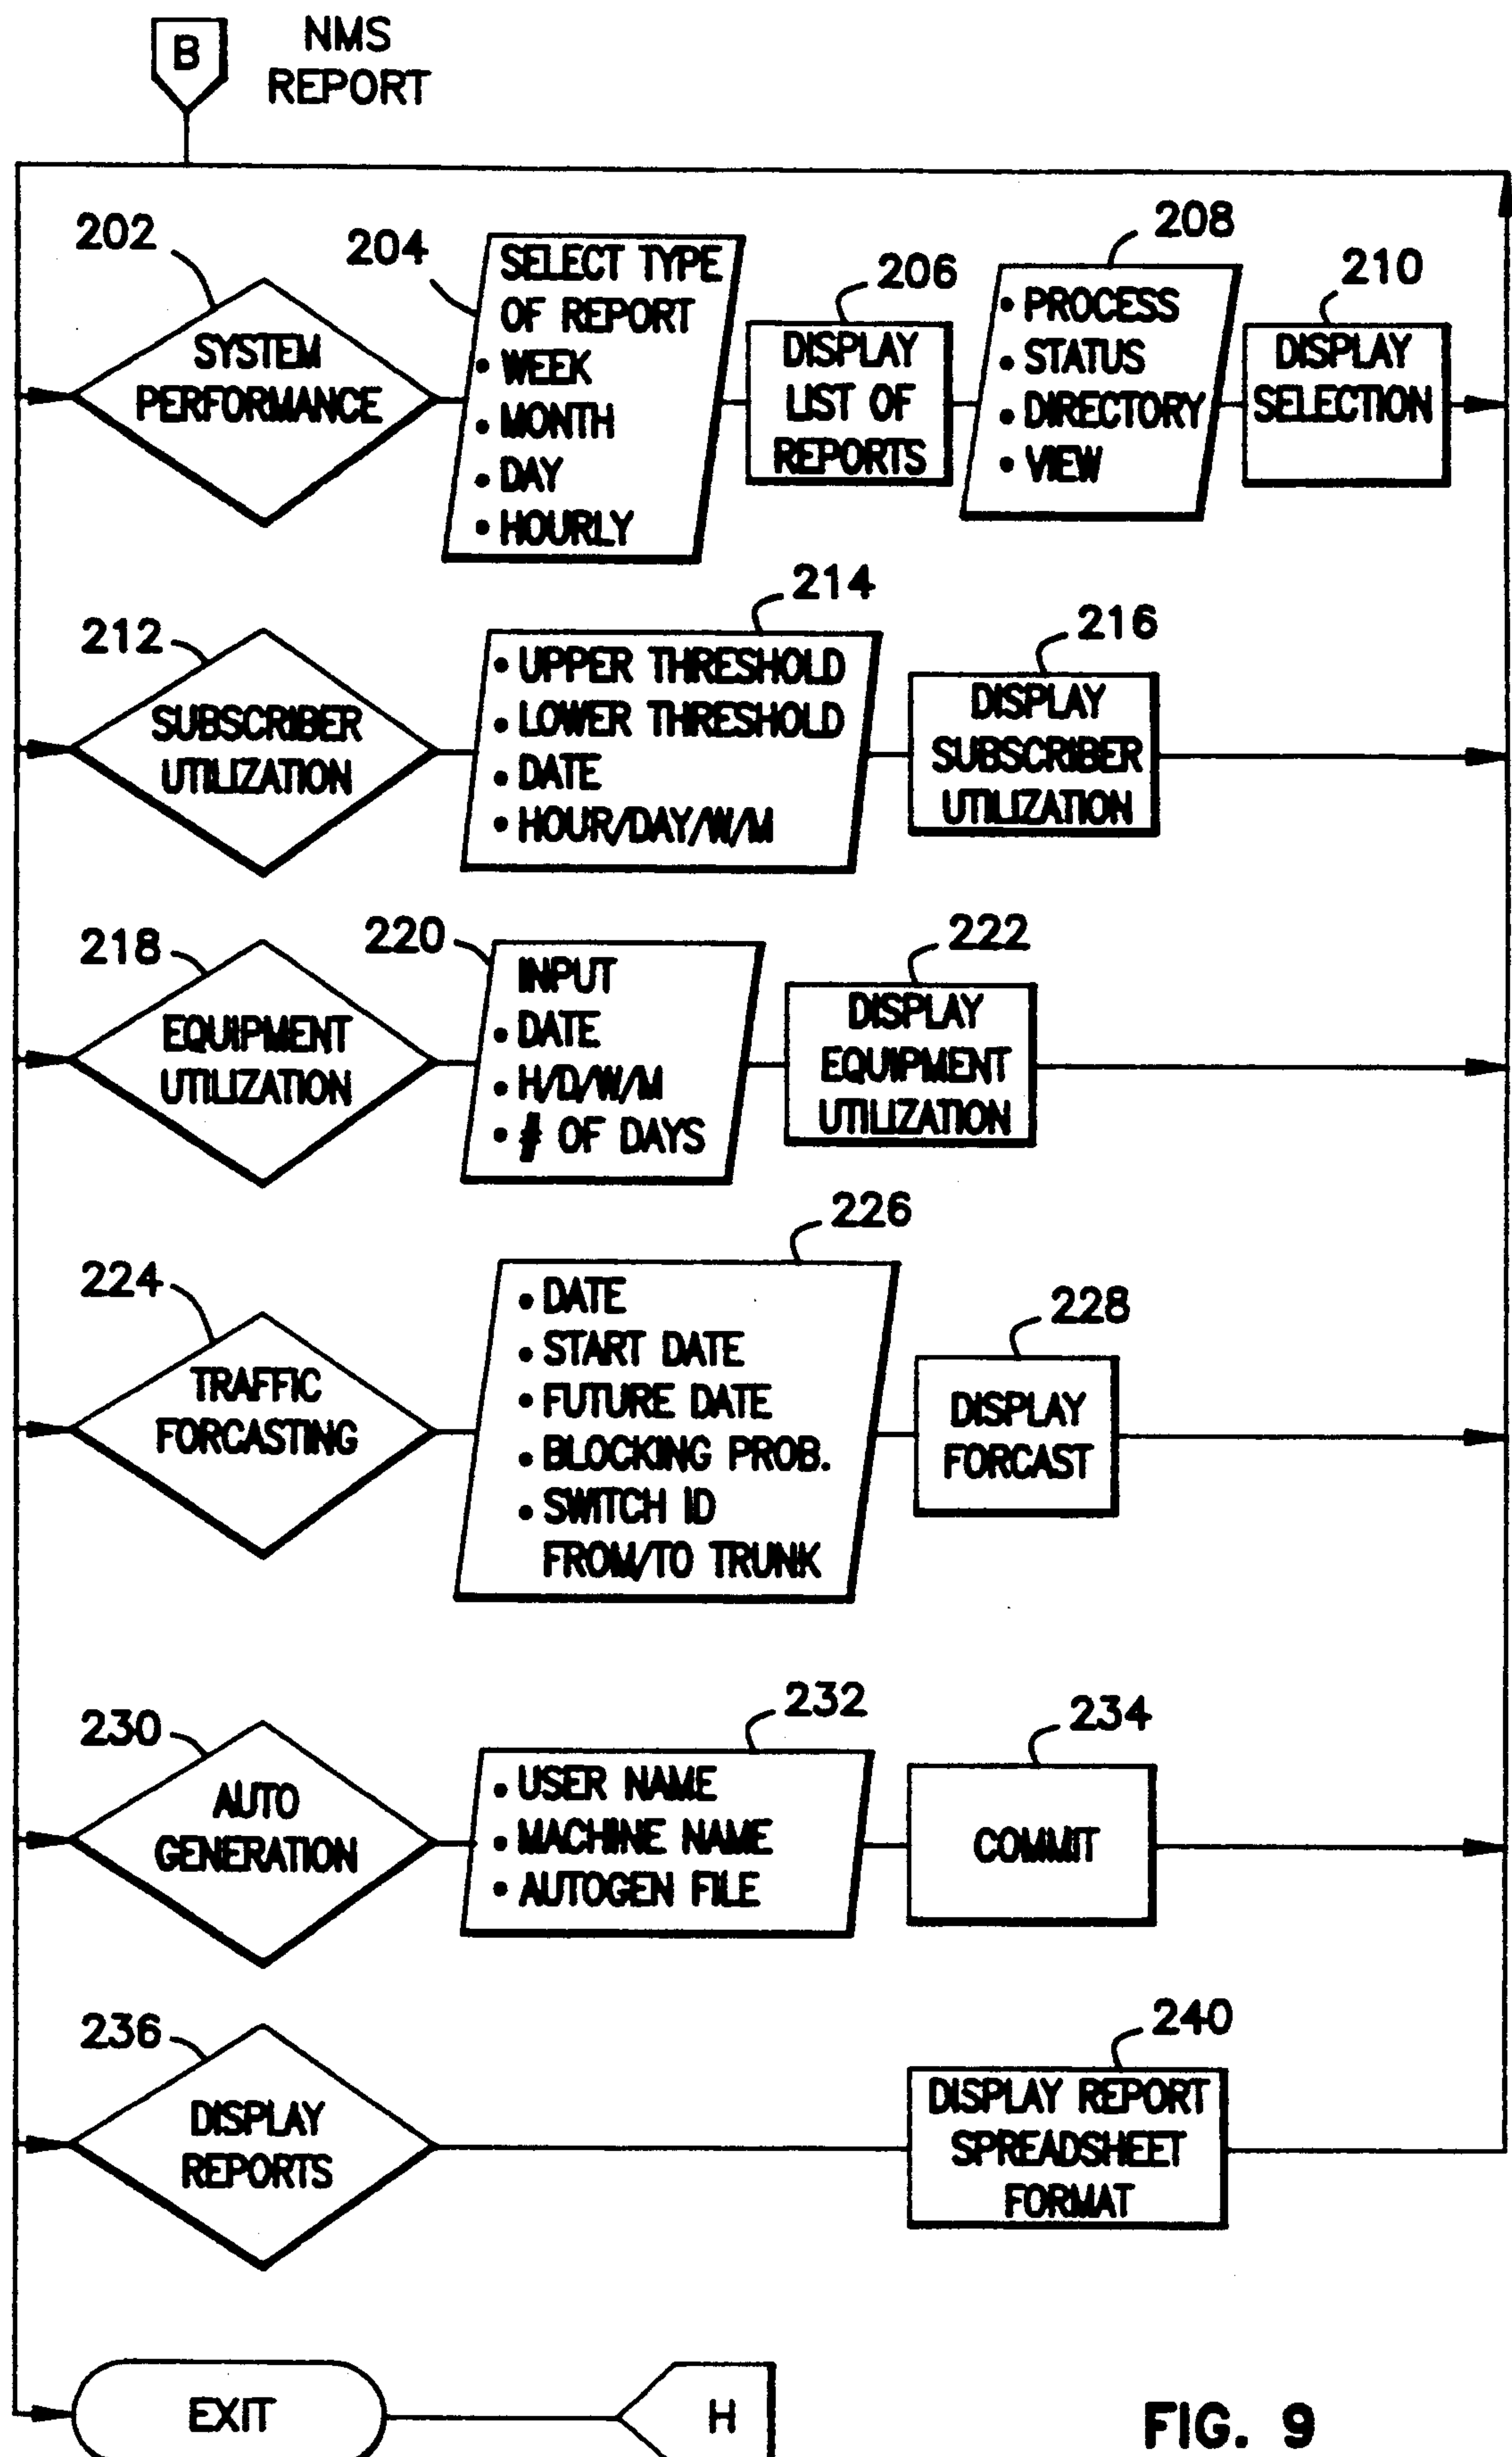 B
NMS
REPORT
202
SYSTEM
PERFORMANCE
204
SELECT TYPE
OF REPORT
• WEEK
• MONTH
• DAY
• HOURLY
206
DISPLAY
LIST OF
REPORTS
208
• PROCESS
• STATUS
• DIRECTORY
• VIEW
210
DISPLAY
SELECTION
212
SUBSCRIBER
UTILIZATION
214
• UPPER THRESHOLD
• LOWER THRESHOLD
• DATE
• HOUR/DAY/W/M
216
DISPLAY
SUBSCRIBER
UTILIZATION
218
EQUIPMENT
UTILIZATION
220
INPUT
• DATE
• H/D/W/M
• # OF DAYS
222
DISPLAY
EQUIPMENT
UTILIZATION
224
TRAFFIC
FORCASTING
226
• DATE
• START DATE
• FUTURE DATE
• BLOCKING PROB.
• SWITCH ID
FROM/TO TRUNK
228
DISPLAY
FORCAST
230
AUTO
GENERATION
232
• USER NAME
• MACHINE NAME
• AUTOGEN FILE
234
COMMIT
236
DISPLAY
REPORTS
240
DISPLAY REPORT
SPREADSHEET
FORMAT
EXIT
H
FIG. 9